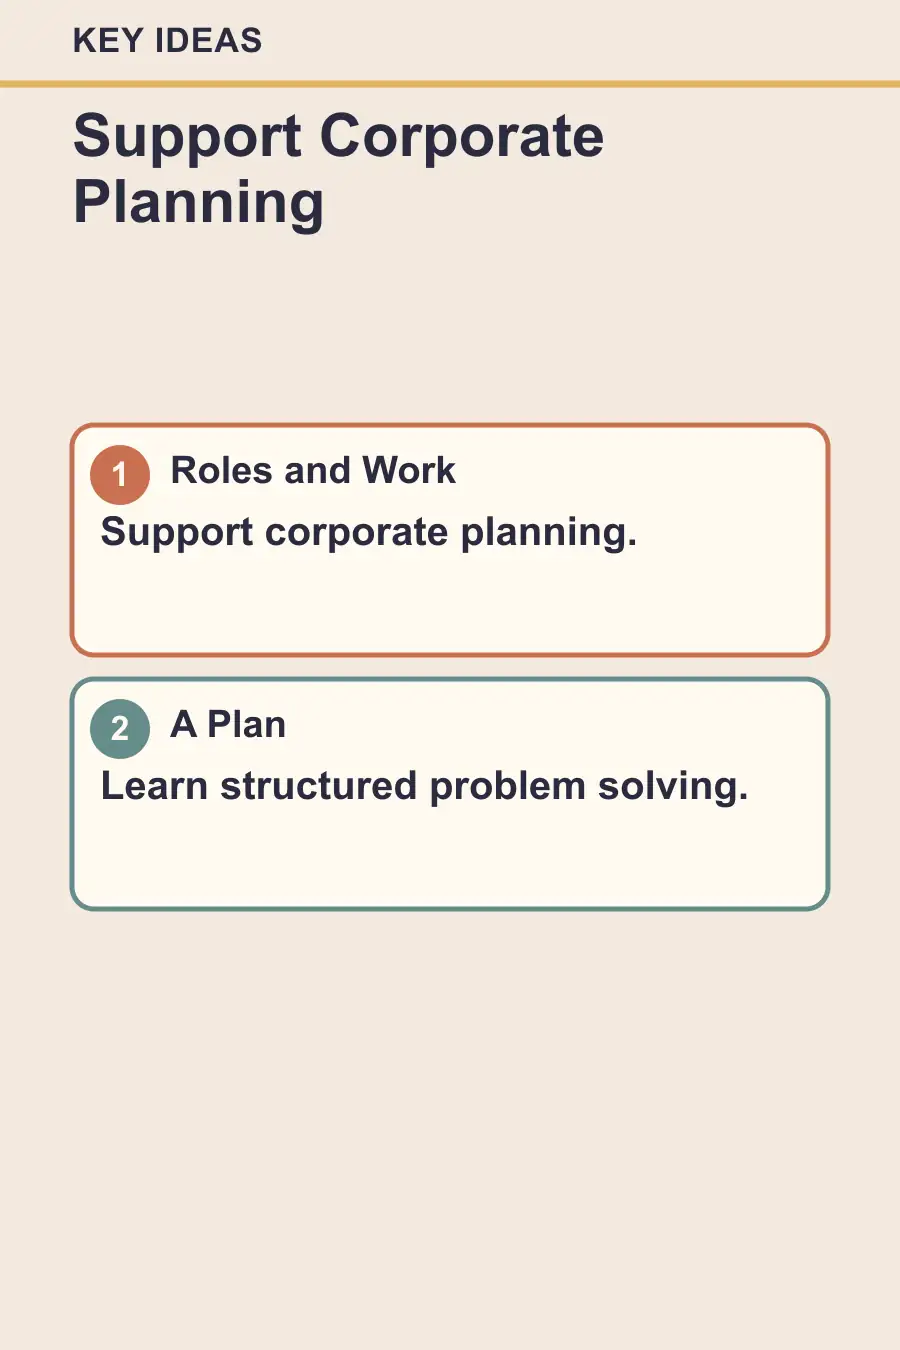 KEY IDEAS
Support Corporate
Planning
1 Roles and Work
Support corporate planning.
2 A Plan
Learn structured problem solving.